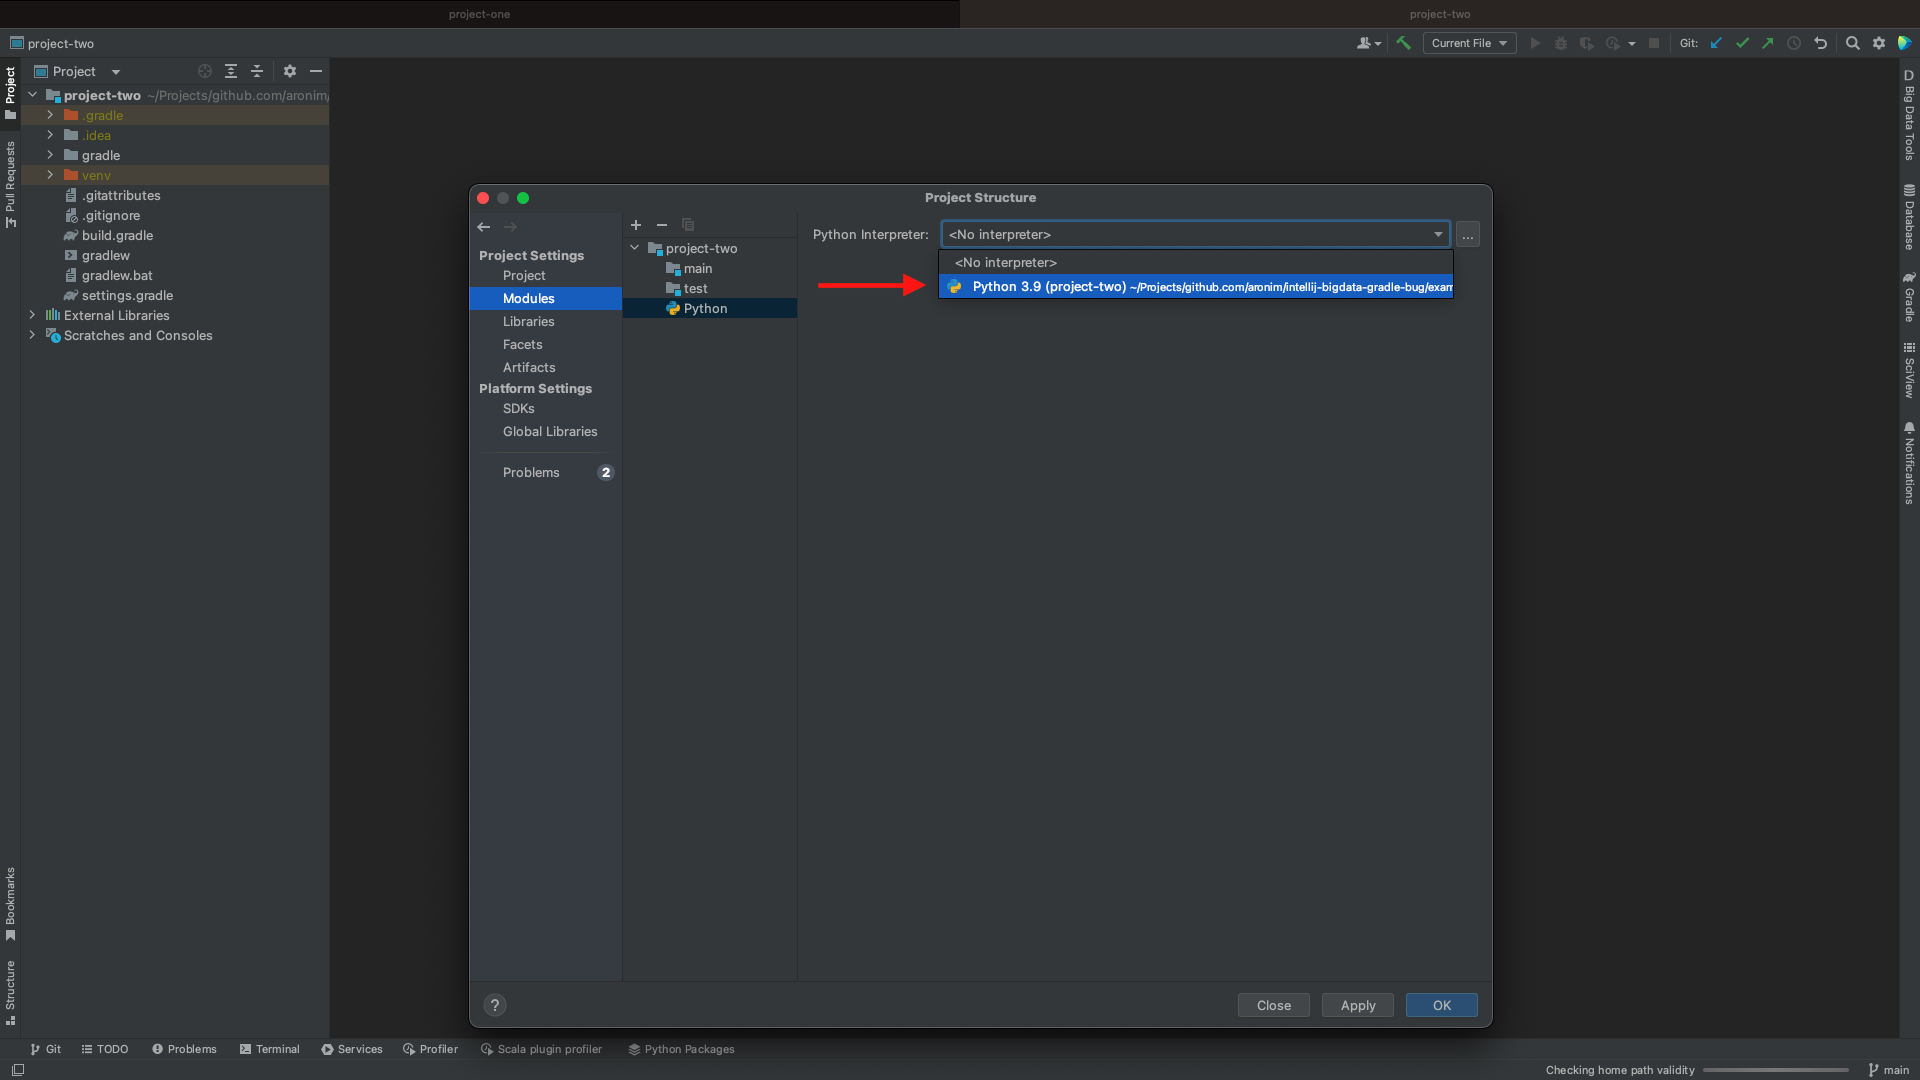 project-one
project-two
project-two
Current File
Git:
Project
project-two ~/Projects/github.com/aronim/
.gradle
.idea
gradle
venv
.gitattributes
.gitignore
build.gradle
gradlew
gradlew.bat
settings.gradle
External Libraries
Scratches and Consoles
Project
Pull Requests
Bookmarks
Structure
Project Structure
Project Settings
Project
Modules
Libraries
Facets
Artifacts
Platform Settings
SDKs
Global Libraries
Problems 2
project-two
main
test
Python
Python Interpreter: <No interpreter> ...
<No interpreter>
Python 3.9 (project-two) ~/Projects/github.com/aronim/intellij-bigdata-gradle-bug/exam
? Close Apply OK
D Big Data Tools
Database
Gradle
SciView
Notifications
Git TODO Problems Terminal Services Profiler Scala plugin profiler Python Packages
Checking home path validity main